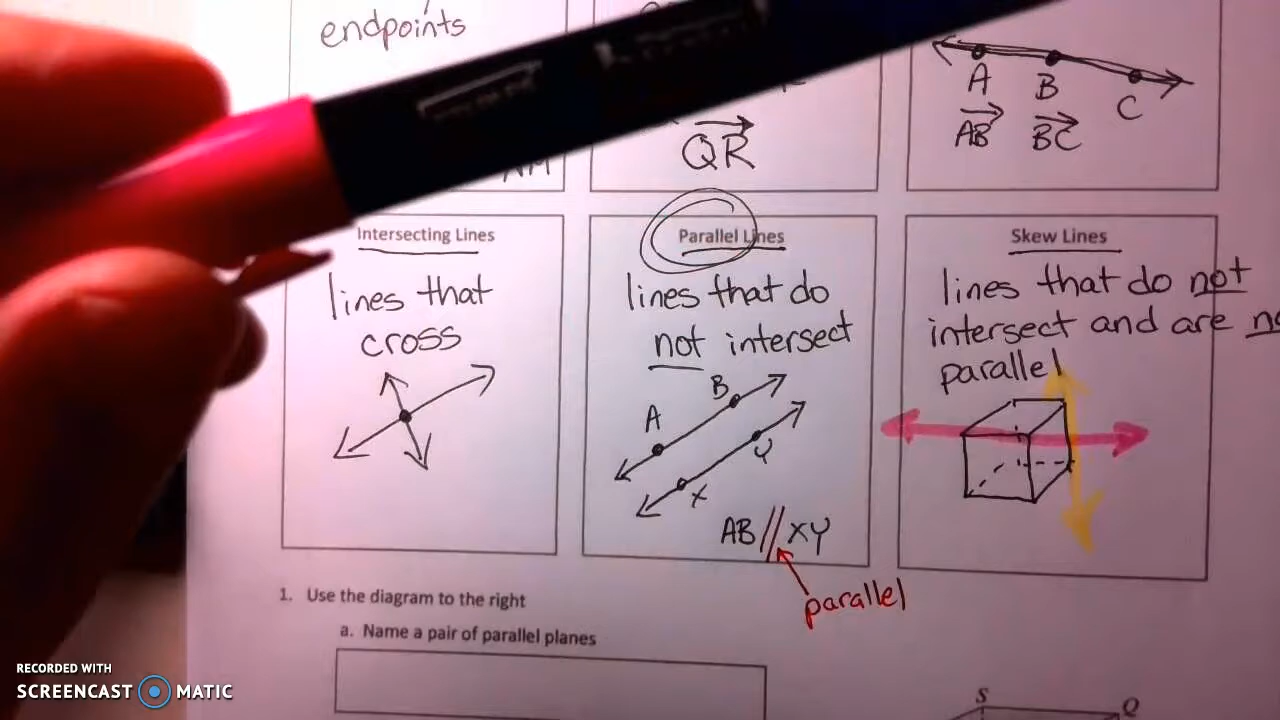 endpoints
QR
A B C
AB BC
Intersecting Lines
lines that
cross
Parallel Lines
lines that do
not intersect
A B
X Y
AB // XY
parallel
Skew Lines
lines that do not
intersect and are
parallel
1. Use the diagram to the right
a. Name a pair of parallel planes
S Q
RECORDED WITH
SCREENCAST MATIC